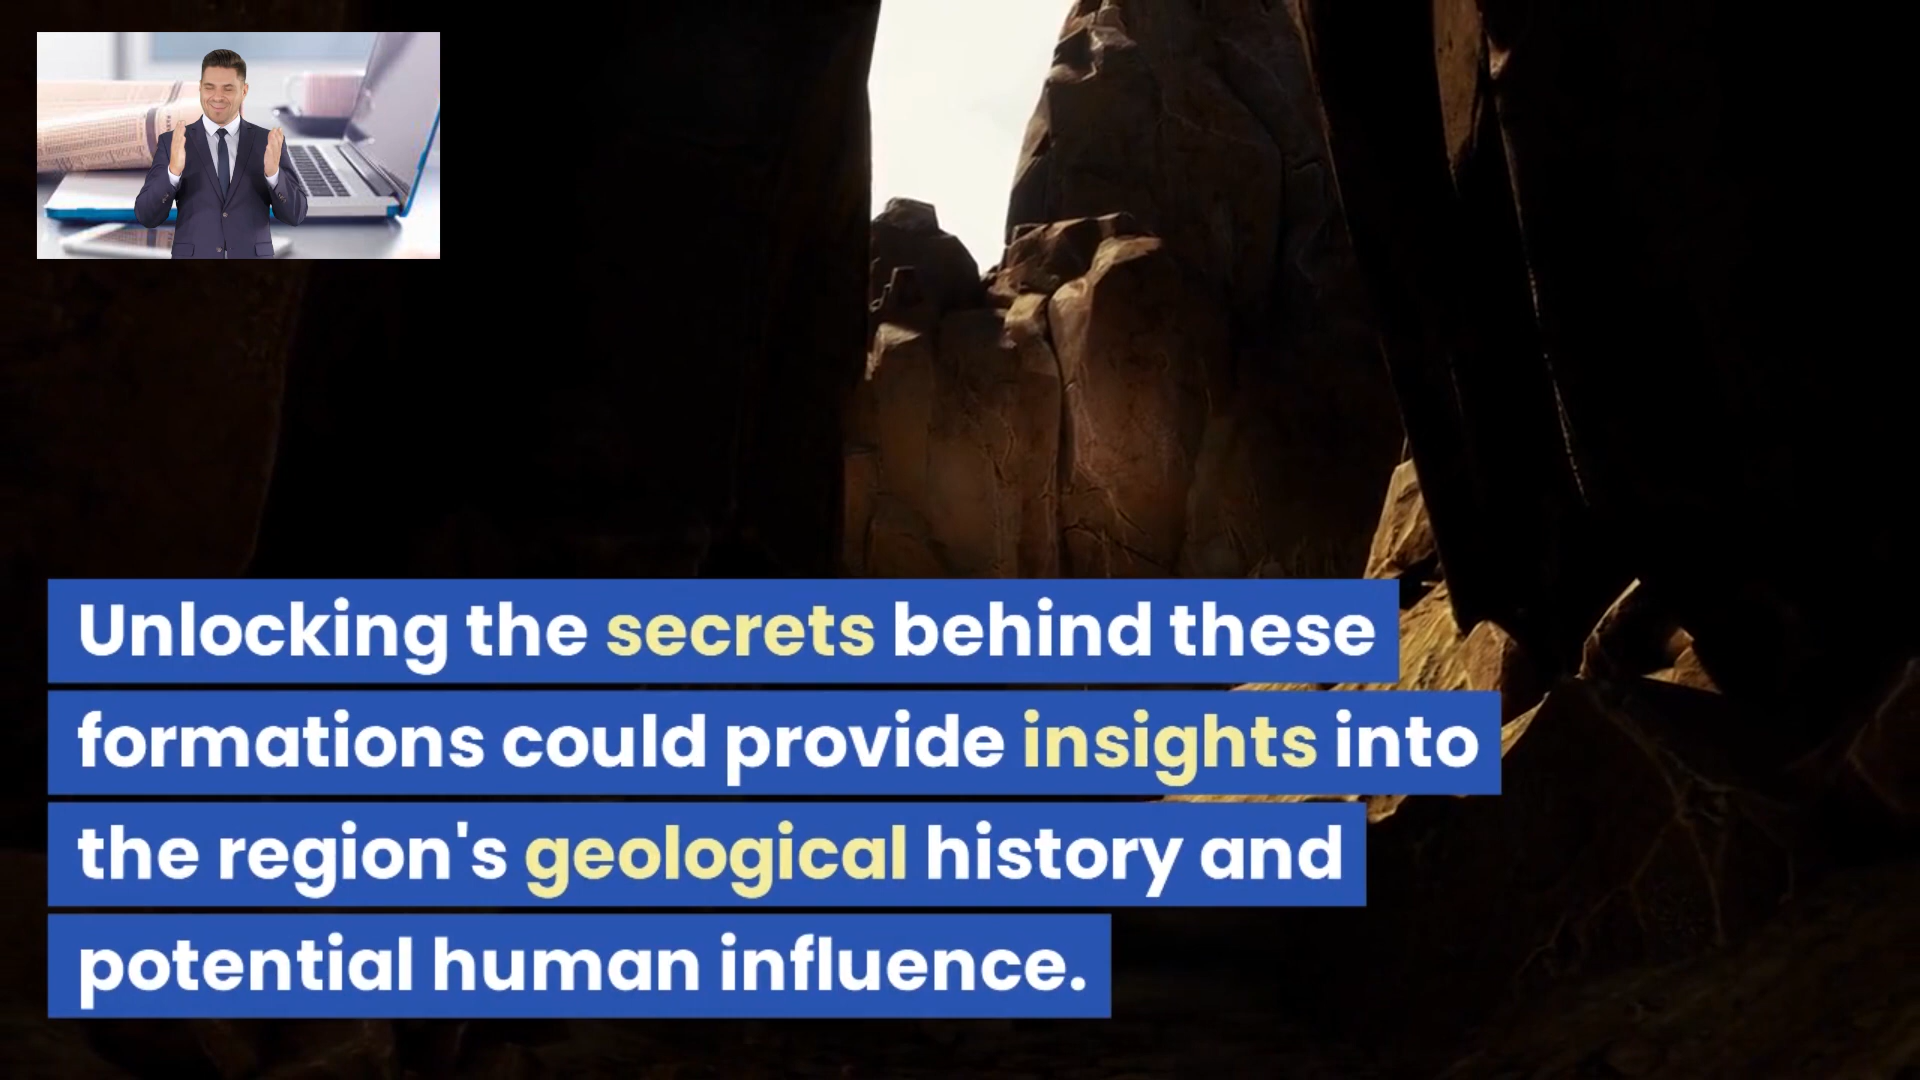 Unlocking the secrets behind these
formations could provide insights into
the region's geological history and
potential human influence.